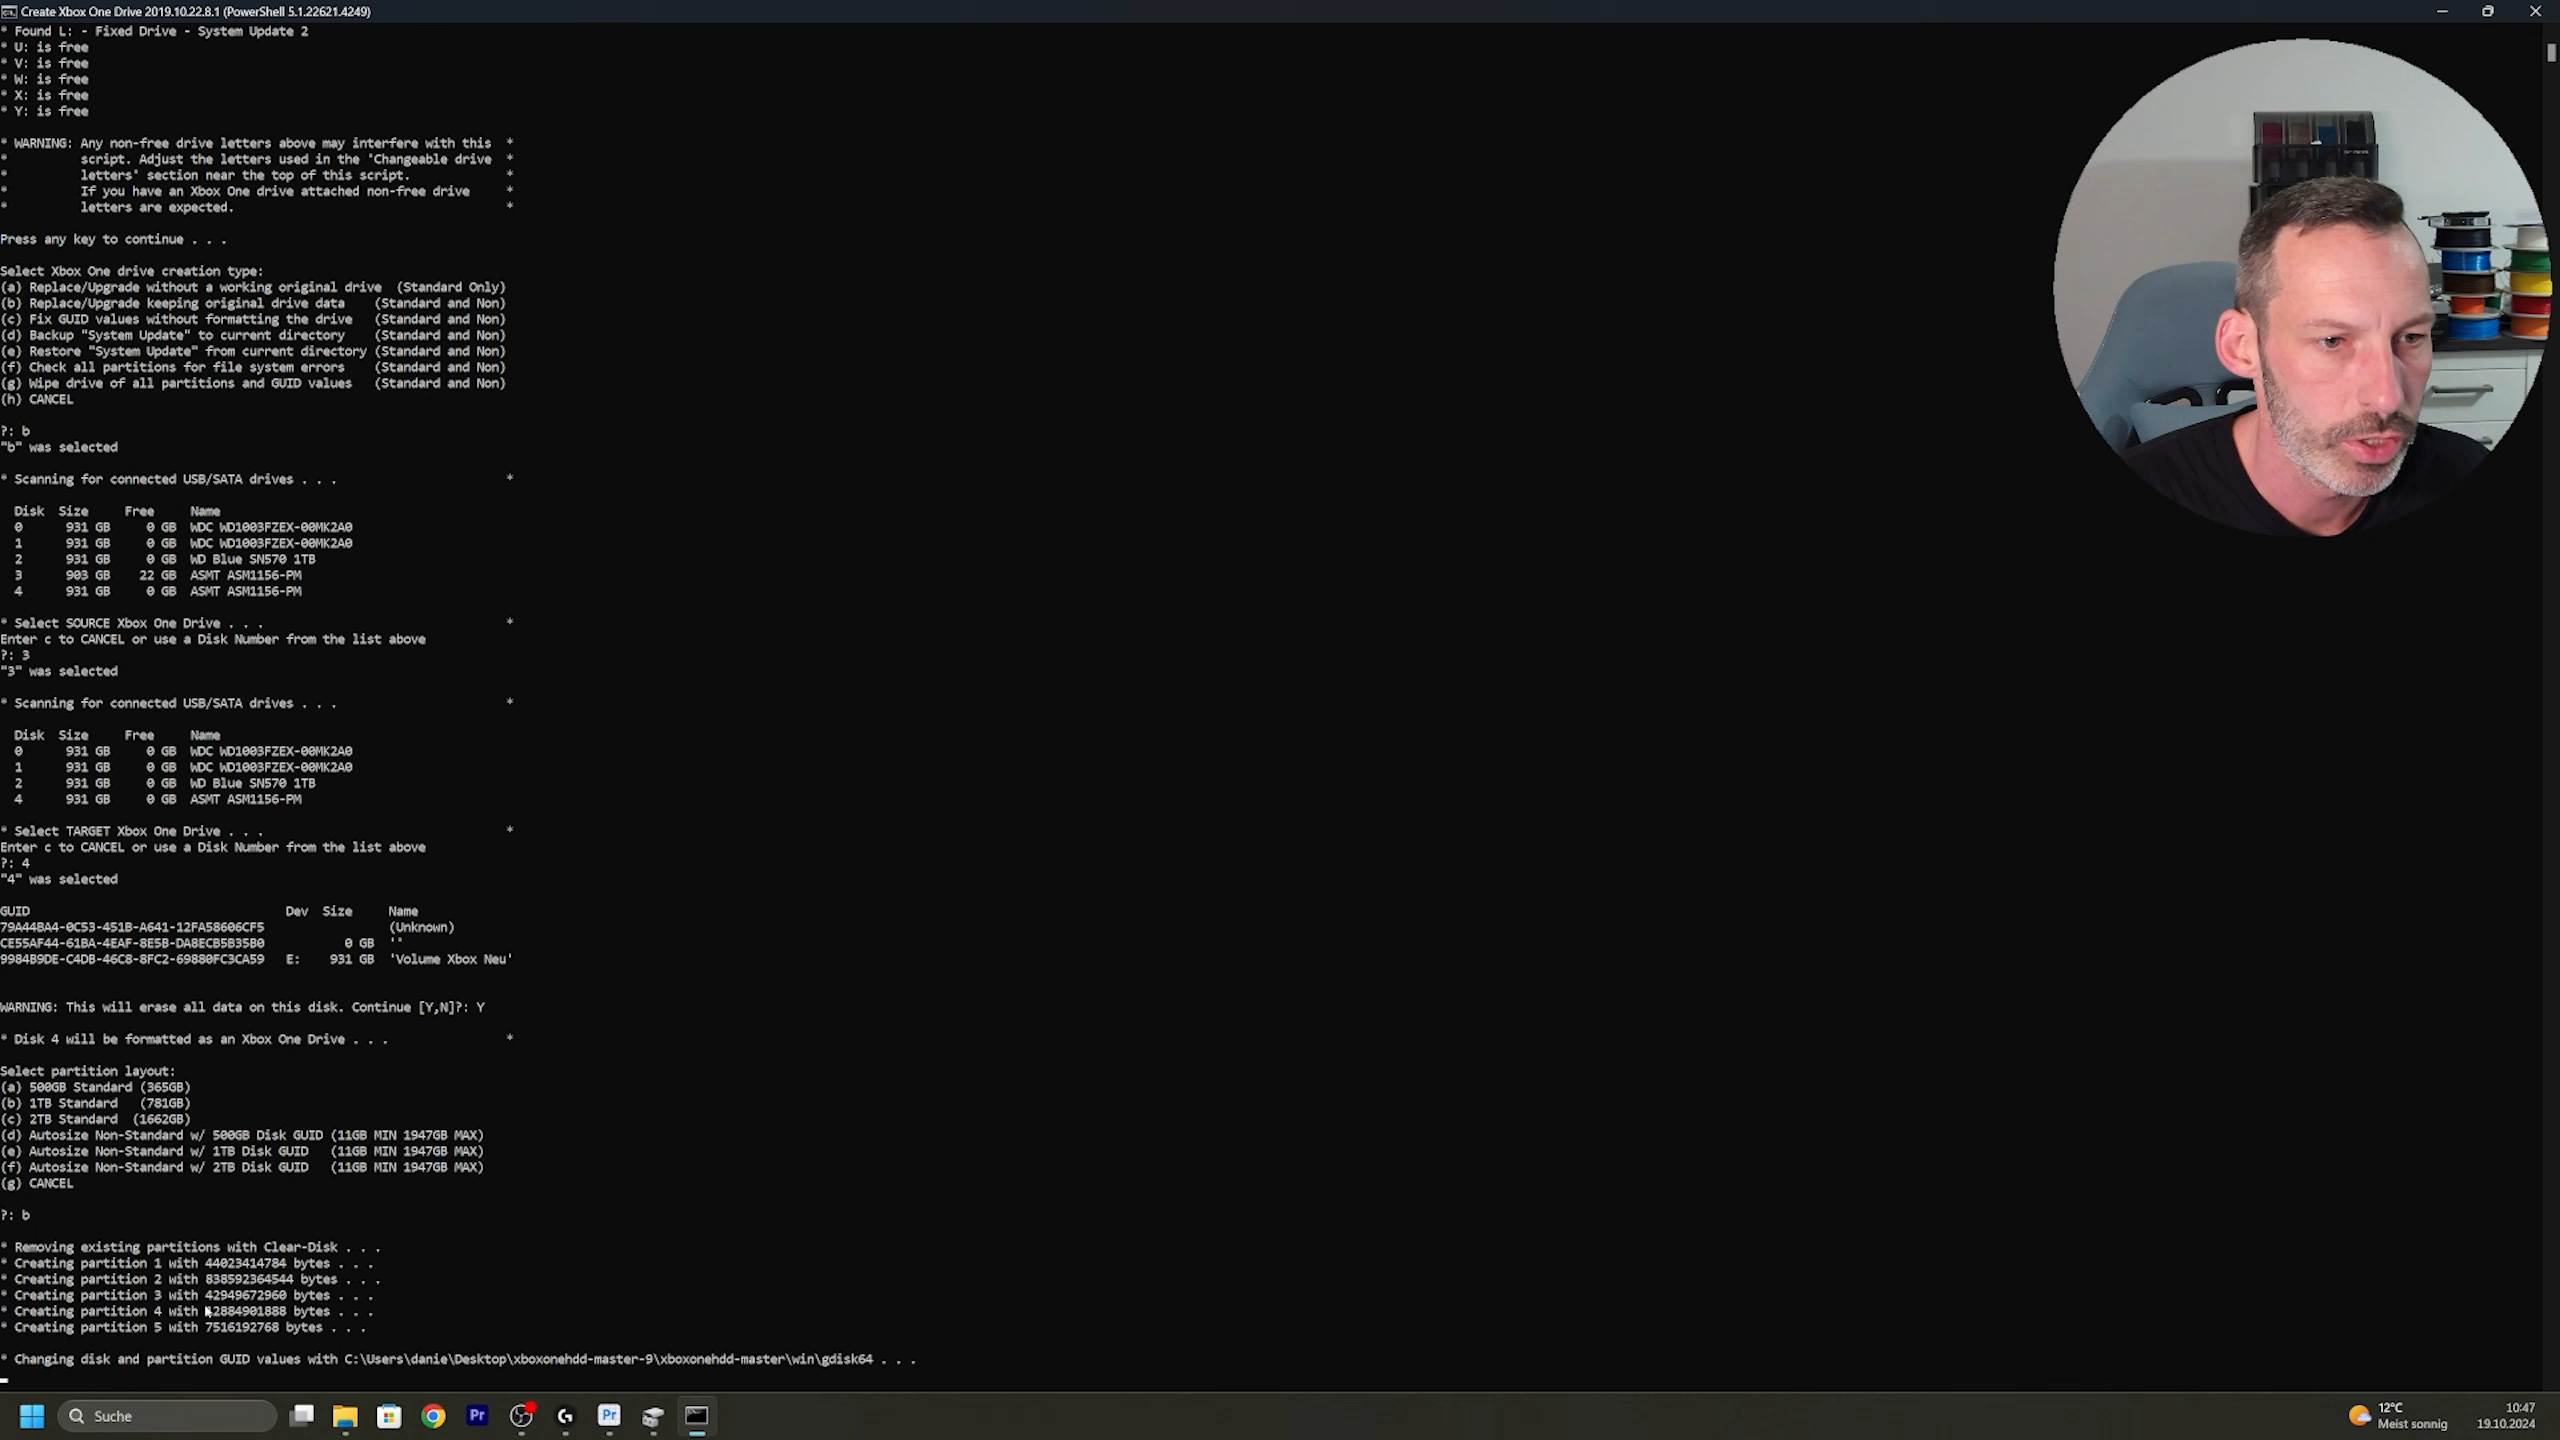 Create Xbox One Drive 2019.10.22.8.1 (PowerShell 5.1.22621.4249)
* Found L: - Fixed Drive - System Update 2
* U: is free
* V: is free
* W: is free
* X: is free
* Y: is free
* WARNING: Any non-free drive letters above may interfere with this *
* script. Adjust the letters used in the 'Changeable drive *
* letters' section near the top of this script. *
* If you have an Xbox One drive attached non-free drive *
* letters are expected. *
Press any key to continue . . .
Select Xbox One drive creation type:
(a) Replace/Upgrade without a working original drive (Standard Only)
(b) Replace/Upgrade keeping original drive data (Standard and Non)
(c) Fix GUID values without formatting the drive (Standard and Non)
(d) Backup "System Update" to current directory (Standard and Non)
(e) Restore "System Update" from current directory (Standard and Non)
(f) Check all partitions for file system errors (Standard and Non)
(g) Wipe drive of all partitions and GUID values (Standard and Non)
(h) CANCEL
?: b
"b" was selected
* Scanning for connected USB/SATA drives . . . *
Disk Size Free Name
0 931 GB 0 GB WDC WD1003FZEX-00MK2A0
1 931 GB 0 GB WDC WD1003FZEX-00MK2A0
2 931 GB 0 GB WD Blue SN570 1TB
3 903 GB 22 GB ASMT ASM1156-PM
4 931 GB 0 GB ASMT ASM1156-PM
* Select SOURCE Xbox One Drive . . . *
Enter c to CANCEL or use a Disk Number from the list above
?: 3
"3" was selected
* Scanning for connected USB/SATA drives . . . *
Disk Size Free Name
0 931 GB 0 GB WDC WD1003FZEX-00MK2A0
1 931 GB 0 GB WDC WD1003FZEX-00MK2A0
2 931 GB 0 GB WD Blue SN570 1TB
4 931 GB 0 GB ASMT ASM1156-PM
* Select TARGET Xbox One Drive . . . *
Enter c to CANCEL or use a Disk Number from the list above
?: 4
"4" was selected
GUID Dev Size Name
79A44BA4-0C53-451B-A641-12FA58606CF5 (Unknown)
CE55AF44-61BA-4EAF-8E5B-DA8ECB5B35B0 0 GB ''
9984B9DE-C4DB-46C8-8FC2-69880FC3CA59 E: 931 GB 'Volume Xbox Neu'
WARNING: This will erase all data on this disk. Continue [Y,N]?: Y
* Disk 4 will be formatted as an Xbox One Drive . . . *
Select partition layout:
(a) 500GB Standard (365GB)
(b) 1TB Standard (781GB)
(c) 2TB Standard (1662GB)
(d) Autosize Non-Standard w/ 500GB Disk GUID (11GB MIN 1947GB MAX)
(e) Autosize Non-Standard w/ 1TB Disk GUID (11GB MIN 1947GB MAX)
(f) Autosize Non-Standard w/ 2TB Disk GUID (11GB MIN 1947GB MAX)
(g) CANCEL
?: b
* Removing existing partitions with Clear-Disk . . .
* Creating partition 1 with 44023414784 bytes . . .
* Creating partition 2 with 838592364544 bytes . . .
* Creating partition 3 with 42949672960 bytes . . .
* Creating partition 4 with 12884901888 bytes . . .
* Creating partition 5 with 7516192768 bytes . . .
* Changing disk and partition GUID values with C:\Users\danie\Desktop\xboxonehdd-master-9\xboxonehdd-master\win\gdisk64 . . .
Suche
Pr
Pr
12°C
Meist sonnig
10:47
19.10.2024